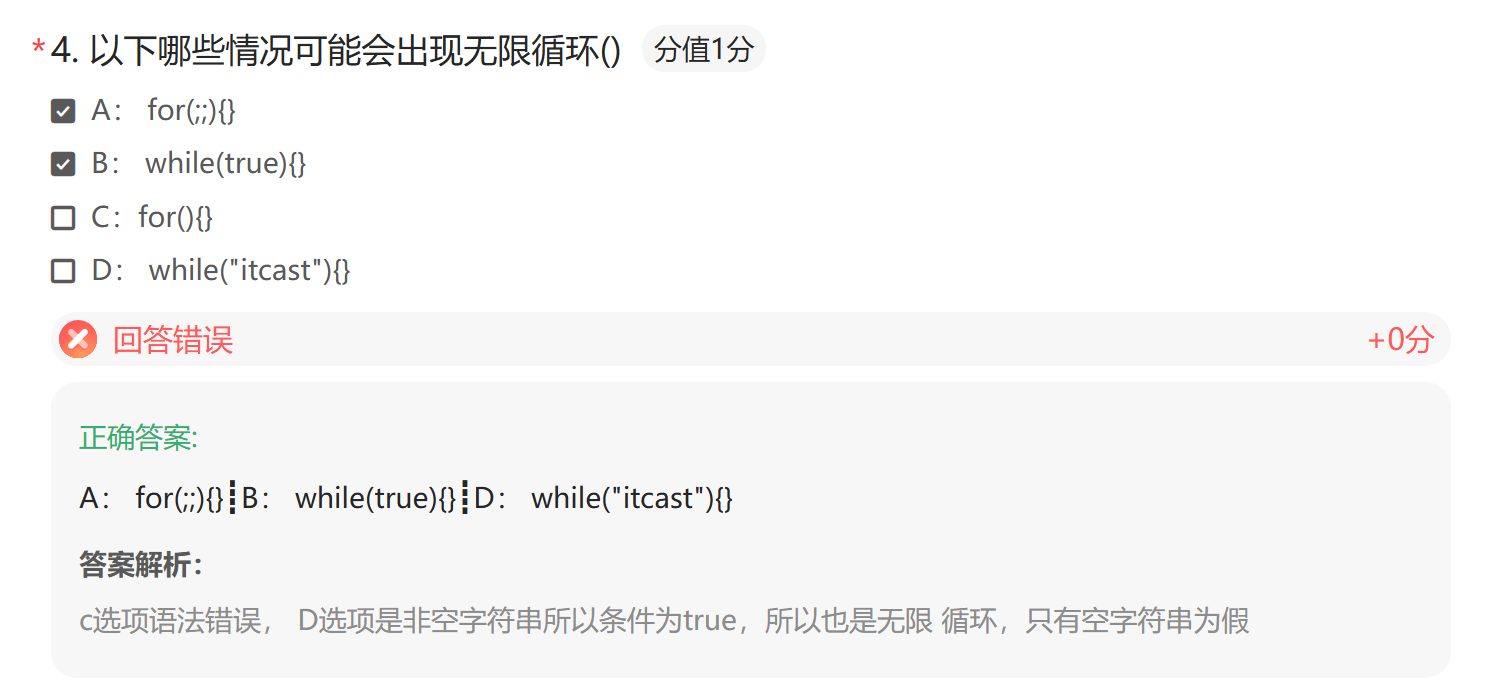 *4. 以下哪些情况可能会出现无限循环() 分值1分
A： for(;;){}
B： while(true){}
C：for(){}
D： while("itcast"){}
回答错误 +0分
正确答案:
A： for(;;){}┋B： while(true){}┋D： while("itcast"){}
答案解析：
c选项语法错误， D选项是非空字符串所以条件为true，所以也是无限 循环，只有空字符串为假